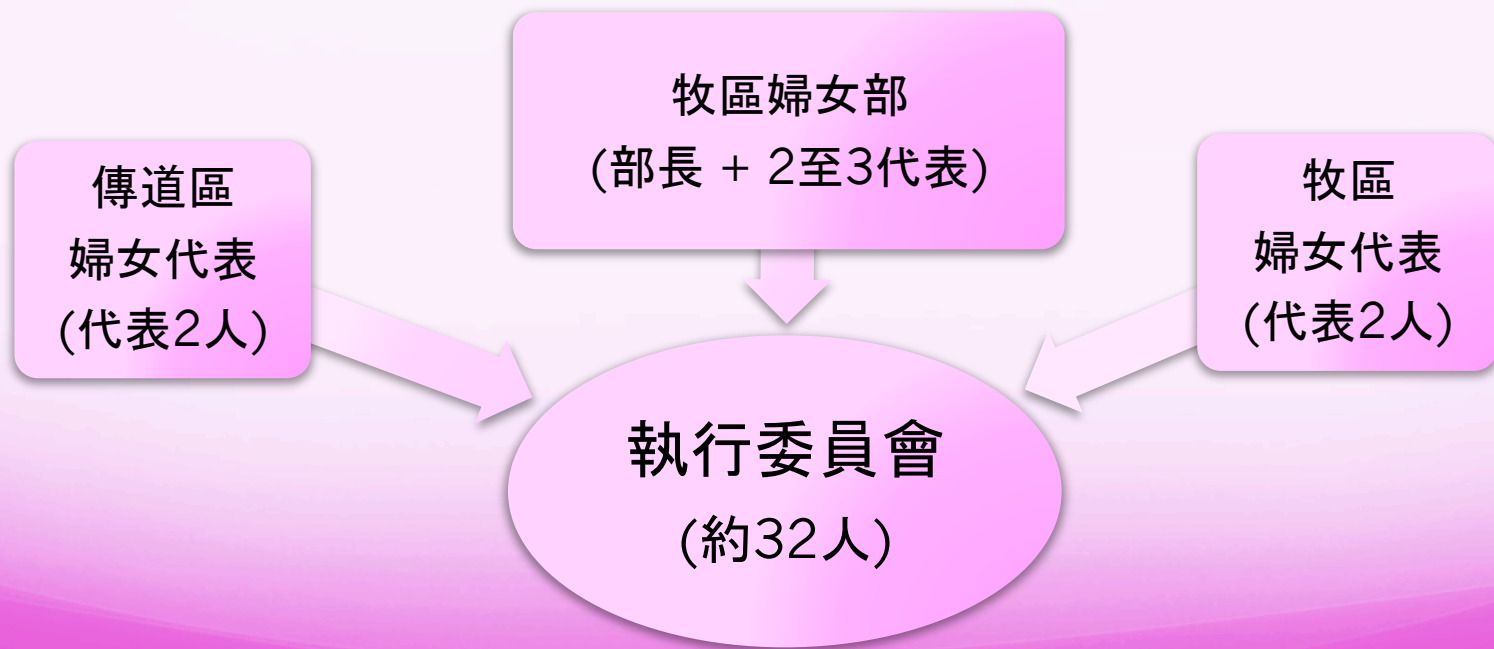 牧區婦女部
(部長 + 2至3代表)
傳道區
婦女代表
(代表2人)
牧區
婦女代表
(代表2人)
執行委員會
(約32人)